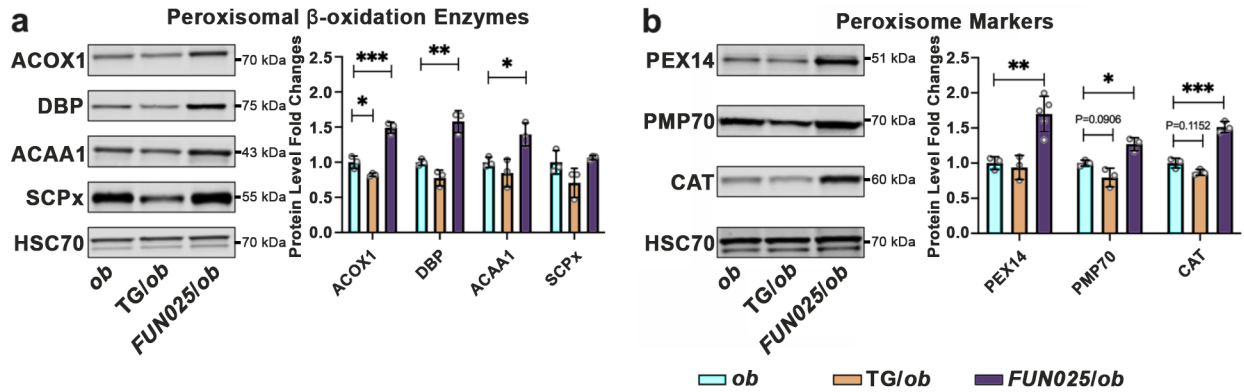 a
Peroxisomal β-oxidation Enzymes
ACOX1
70 kDa
DBP
75 kDa
ACAA1
43 kDa
SCPx
55 kDa
HSC70
70 kDa
ob
TG/ob
FUN025/ob
Protein Level Fold Changes
2.5
2.0
1.5
1.0
0.5
0.0
***
*
**
*
ACOX1
DBP
ACAA1
SCPx
b
Peroxisome Markers
PEX14
51 kDa
PMP70
70 kDa
CAT
60 kDa
HSC70
70 kDa
ob
TG/ob
FUN025/ob
Protein Level Fold Changes
2.5
2.0
1.5
1.0
0.5
0.0
**
*
P=0.0906
***
P=0.1152
PEX14
PMP70
CAT
ob
TG/ob
FUN025/ob